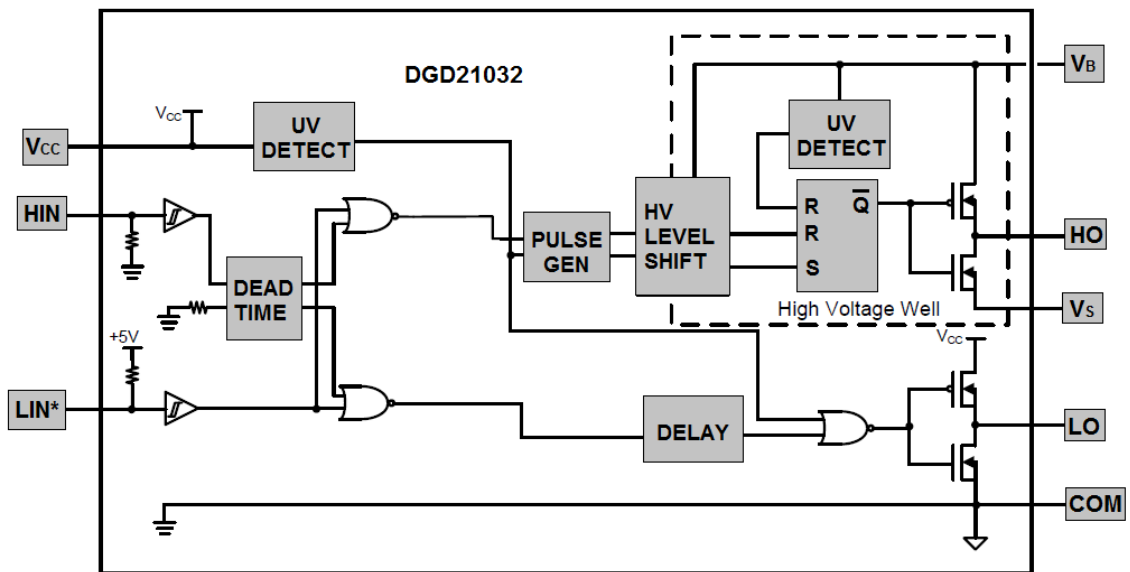 DGD21032
VB
VCC
UV
DETECT
UV
DETECT
VCC
HIN
R
Q
R
S
HV
LEVEL
SHIFT
PULSE
GEN
HO
DEAD
TIME
High Voltage Well
VS
+5V
VCC
LIN*
DELAY
LO
COM